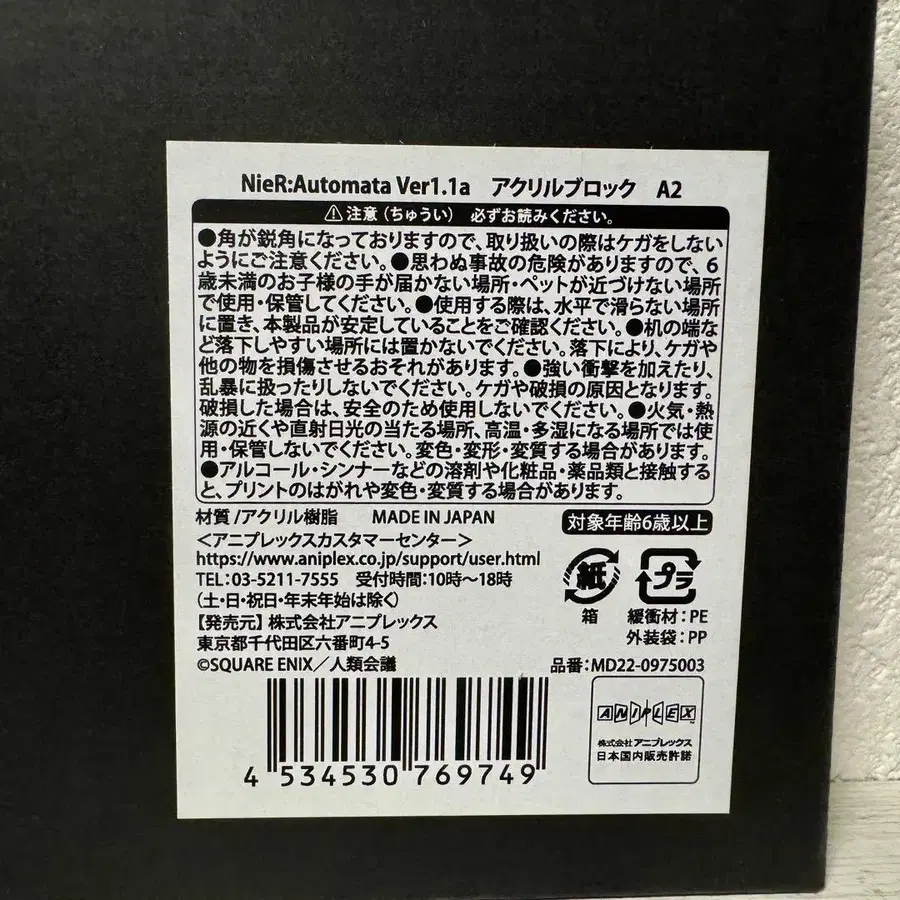 NieR:Automata Ver1.1a アクリルブロック A2
⚠注意（ちゅうい） 必ずお読みください。
●角が鋭角になっておりますので、取り扱いの際はケガをしない
ようにご注意ください。●思わぬ事故の危険がありますので、6
歳未満のお子様の手が届かない場所・ペットが近づけない場所
で使用・保管してください。●使用する際は、水平で滑らない場所
に置き、本製品が安定していることをご確認ください。●机の端な
ど落下しやすい場所には置かないでください。落下により、ケガや
他の物を損傷させるおそれがあります。●強い衝撃を加えたり、
乱暴に扱ったりしないでください。ケガや破損の原因となります。
破損した場合は、安全のため使用しないでください。●火気・熱
源の近くや直射日光の当たる場所、高温・多湿になる場所では使
用・保管しないでください。変色・変形・変質する場合があります。
●アルコール・シンナーなどの溶剤や化粧品・薬品類と接触する
と、プリントのはがれや変色・変質する場合があります。
材質/アクリル樹脂 MADE IN JAPAN
対象年齢6歳以上
＜アニプレックスカスタマーセンター＞
https://www.aniplex.co.jp/support/user.html
TEL：03-5211-7555 受付時間：10時〜18時
（土・日・祝日・年末年始は除く）
【発売元】株式会社アニプレックス
東京都千代田区六番町4-5
©SQUARE ENIX／人類会議
紙
箱
プラ
緩衝材：PE
外装袋：PP
品番：MD22-0975003
4 534530 769749
ANIPLEX
株式会社アニプレックス
日本国内販売許諾